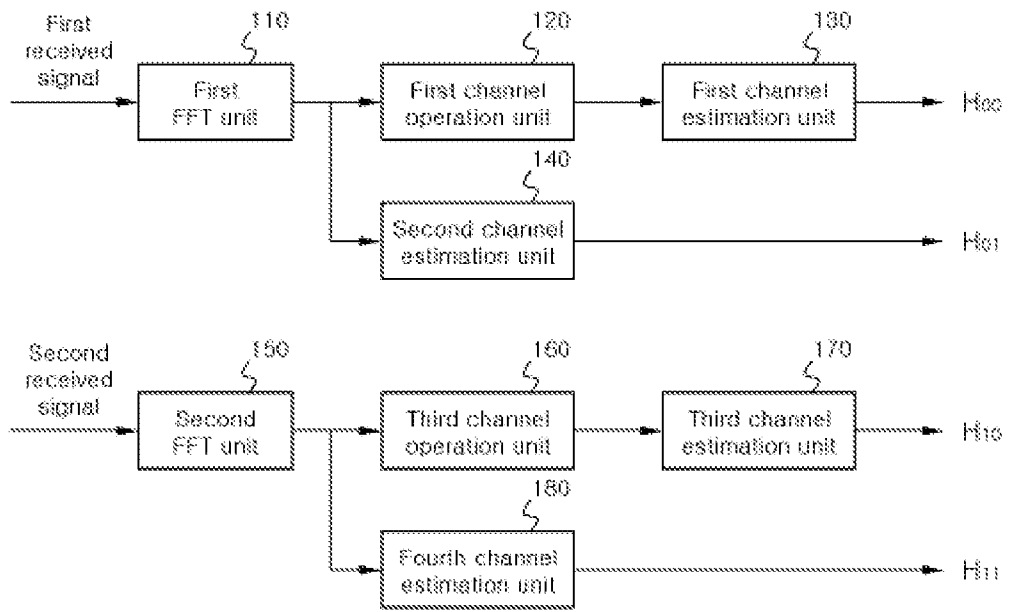 First
received
signal
110
120
130
First
FFT unit
First channel
operation unit
First channel
estimation unit
H00
140
Second channel
estimation unit
H01
Second
received
signal
150
160
170
Second
FFT unit
Third channel
operation unit
Third channel
estimation unit
H10
180
Fourth channel
estimation unit
H11